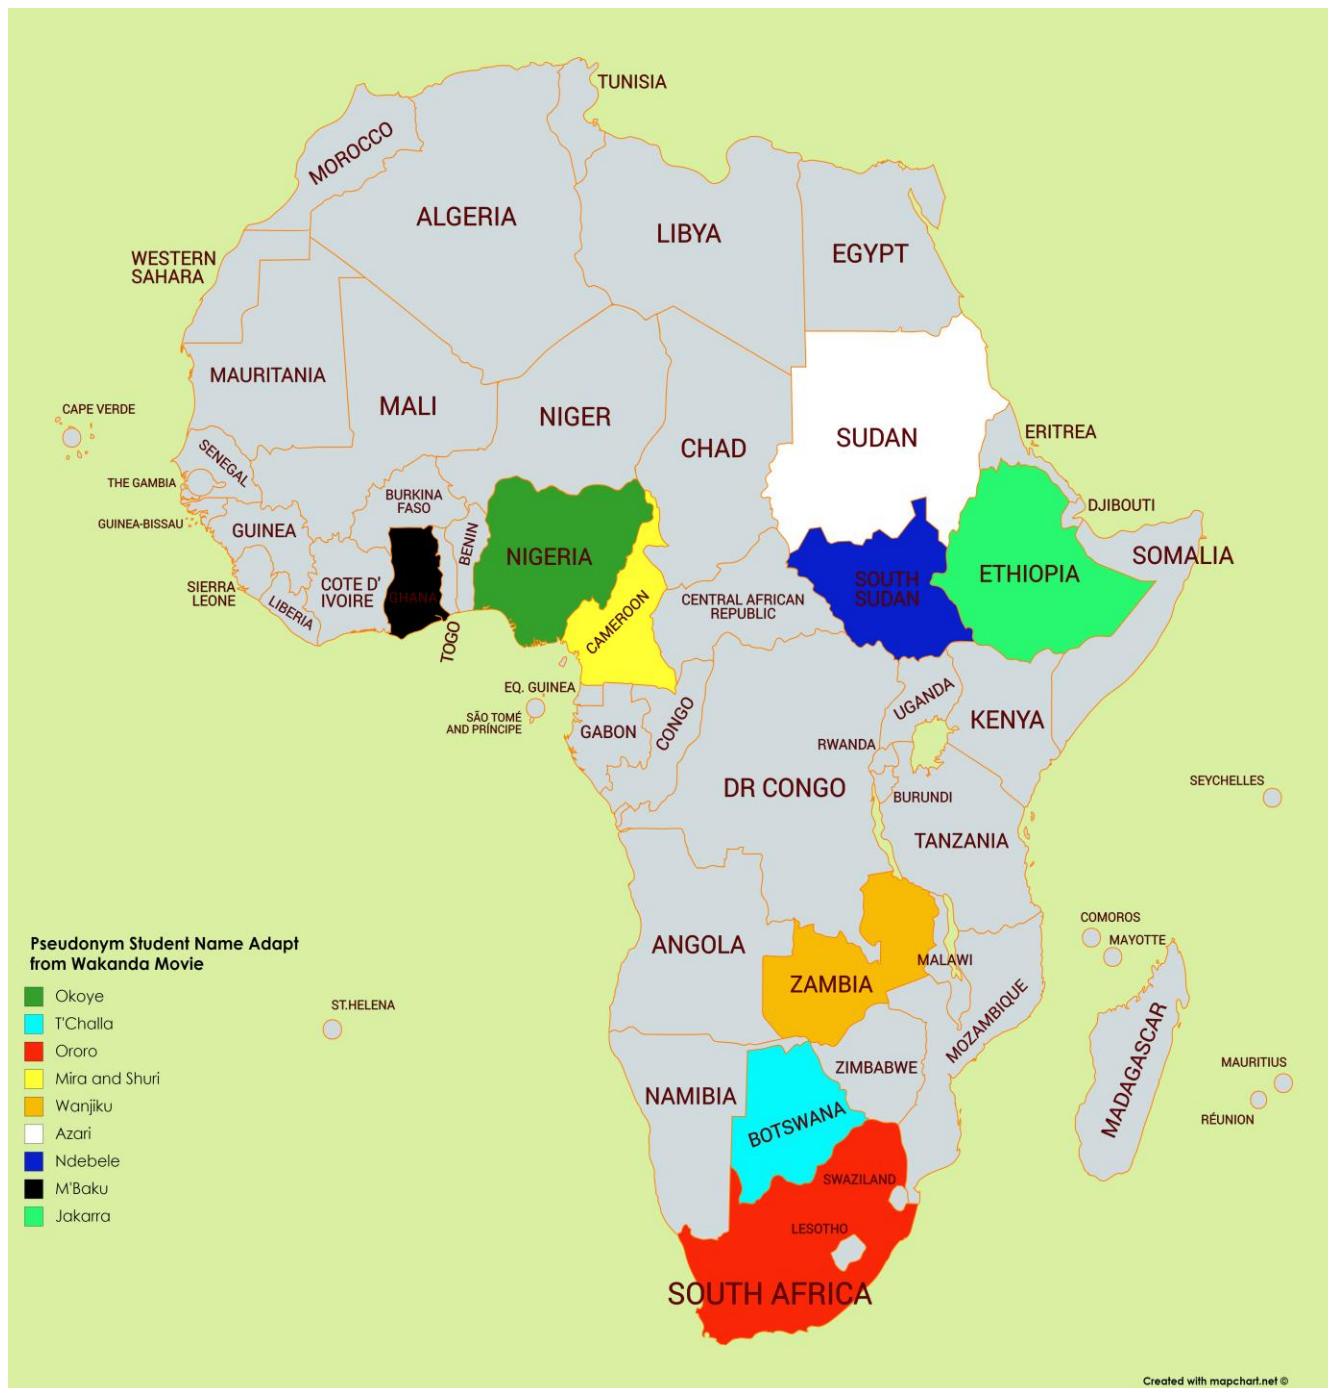 TUNISIA
MOROCCO
ALGERIA
LIBYA
EGYPT
WESTERN
SAHARA
MAURITANIA
MALI
NIGER
CHAD
SUDAN
ERITREA
CAPE VERDE
SENEGAL
THE GAMBIA
BURKINA
FASO
DJIBOUTI
GUINEA-BISSAU
GUINEA
BENIN
NIGERIA
SOMALIA
ETHIOPIA
SOUTH
SUDAN
SIERRA
LEONE
LIBERIA
COTE D'
IVOIRE
GHANA
TOGO
CAMEROON
CENTRAL AFRICAN
REPUBLIC
EQ. GUINEA
SÃO TOMÉ
AND PRÍNCIPE
GABON
CONGO
UGANDA
KENYA
RWANDA
DR CONGO
BURUNDI
SEYCHELLES
TANZANIA
ANGOLA
ZAMBIA
MALAWI
COMOROS
MAYOTTE
MOZAMBIQUE
MADAGASCAR
ST.HELENA
ZIMBABWE
NAMIBIA
BOTSWANA
MAURITIUS
RÉUNION
SWAZILAND
LESOTHO
SOUTH AFRICA
Pseudonym Student Name Adapt
from Wakanda Movie
Okoye
T'Challa
Ororo
Mira and Shuri
Wanjiku
Azari
Ndebele
M'Baku
Jakarra
Created with mapchart.net ©